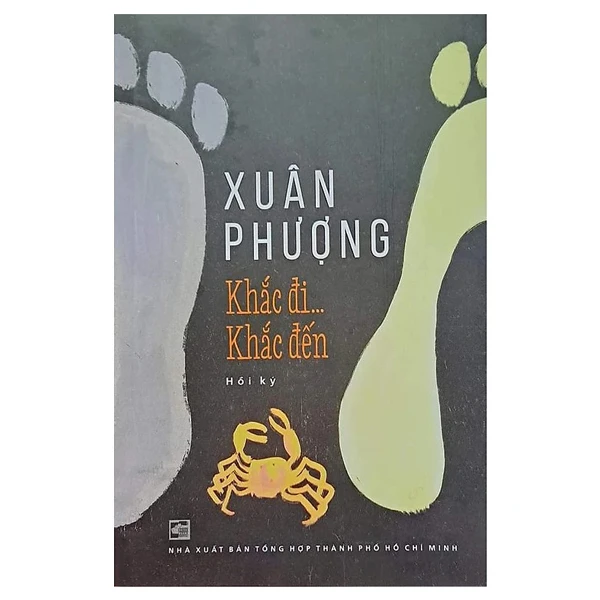 XUÂN
PHƯỢNG
Khắc đi...
Khắc đến
Hồi ký
NHÀ XUẤT BẢN TỔNG HỢP THÀNH PHỐ HỒ CHÍ MINH